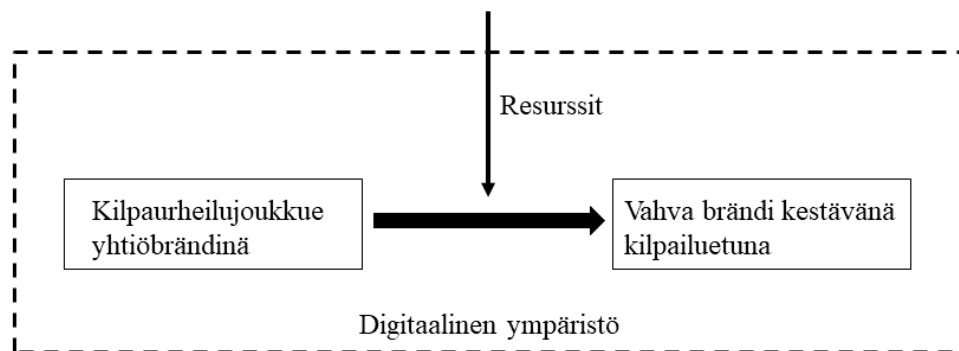 Resurssit
Kilpaurheilujoukkue
yhtiöbrändinä
Vahva brändi kestävänä
kilpailuetuna
Digitaalinen ympäristö